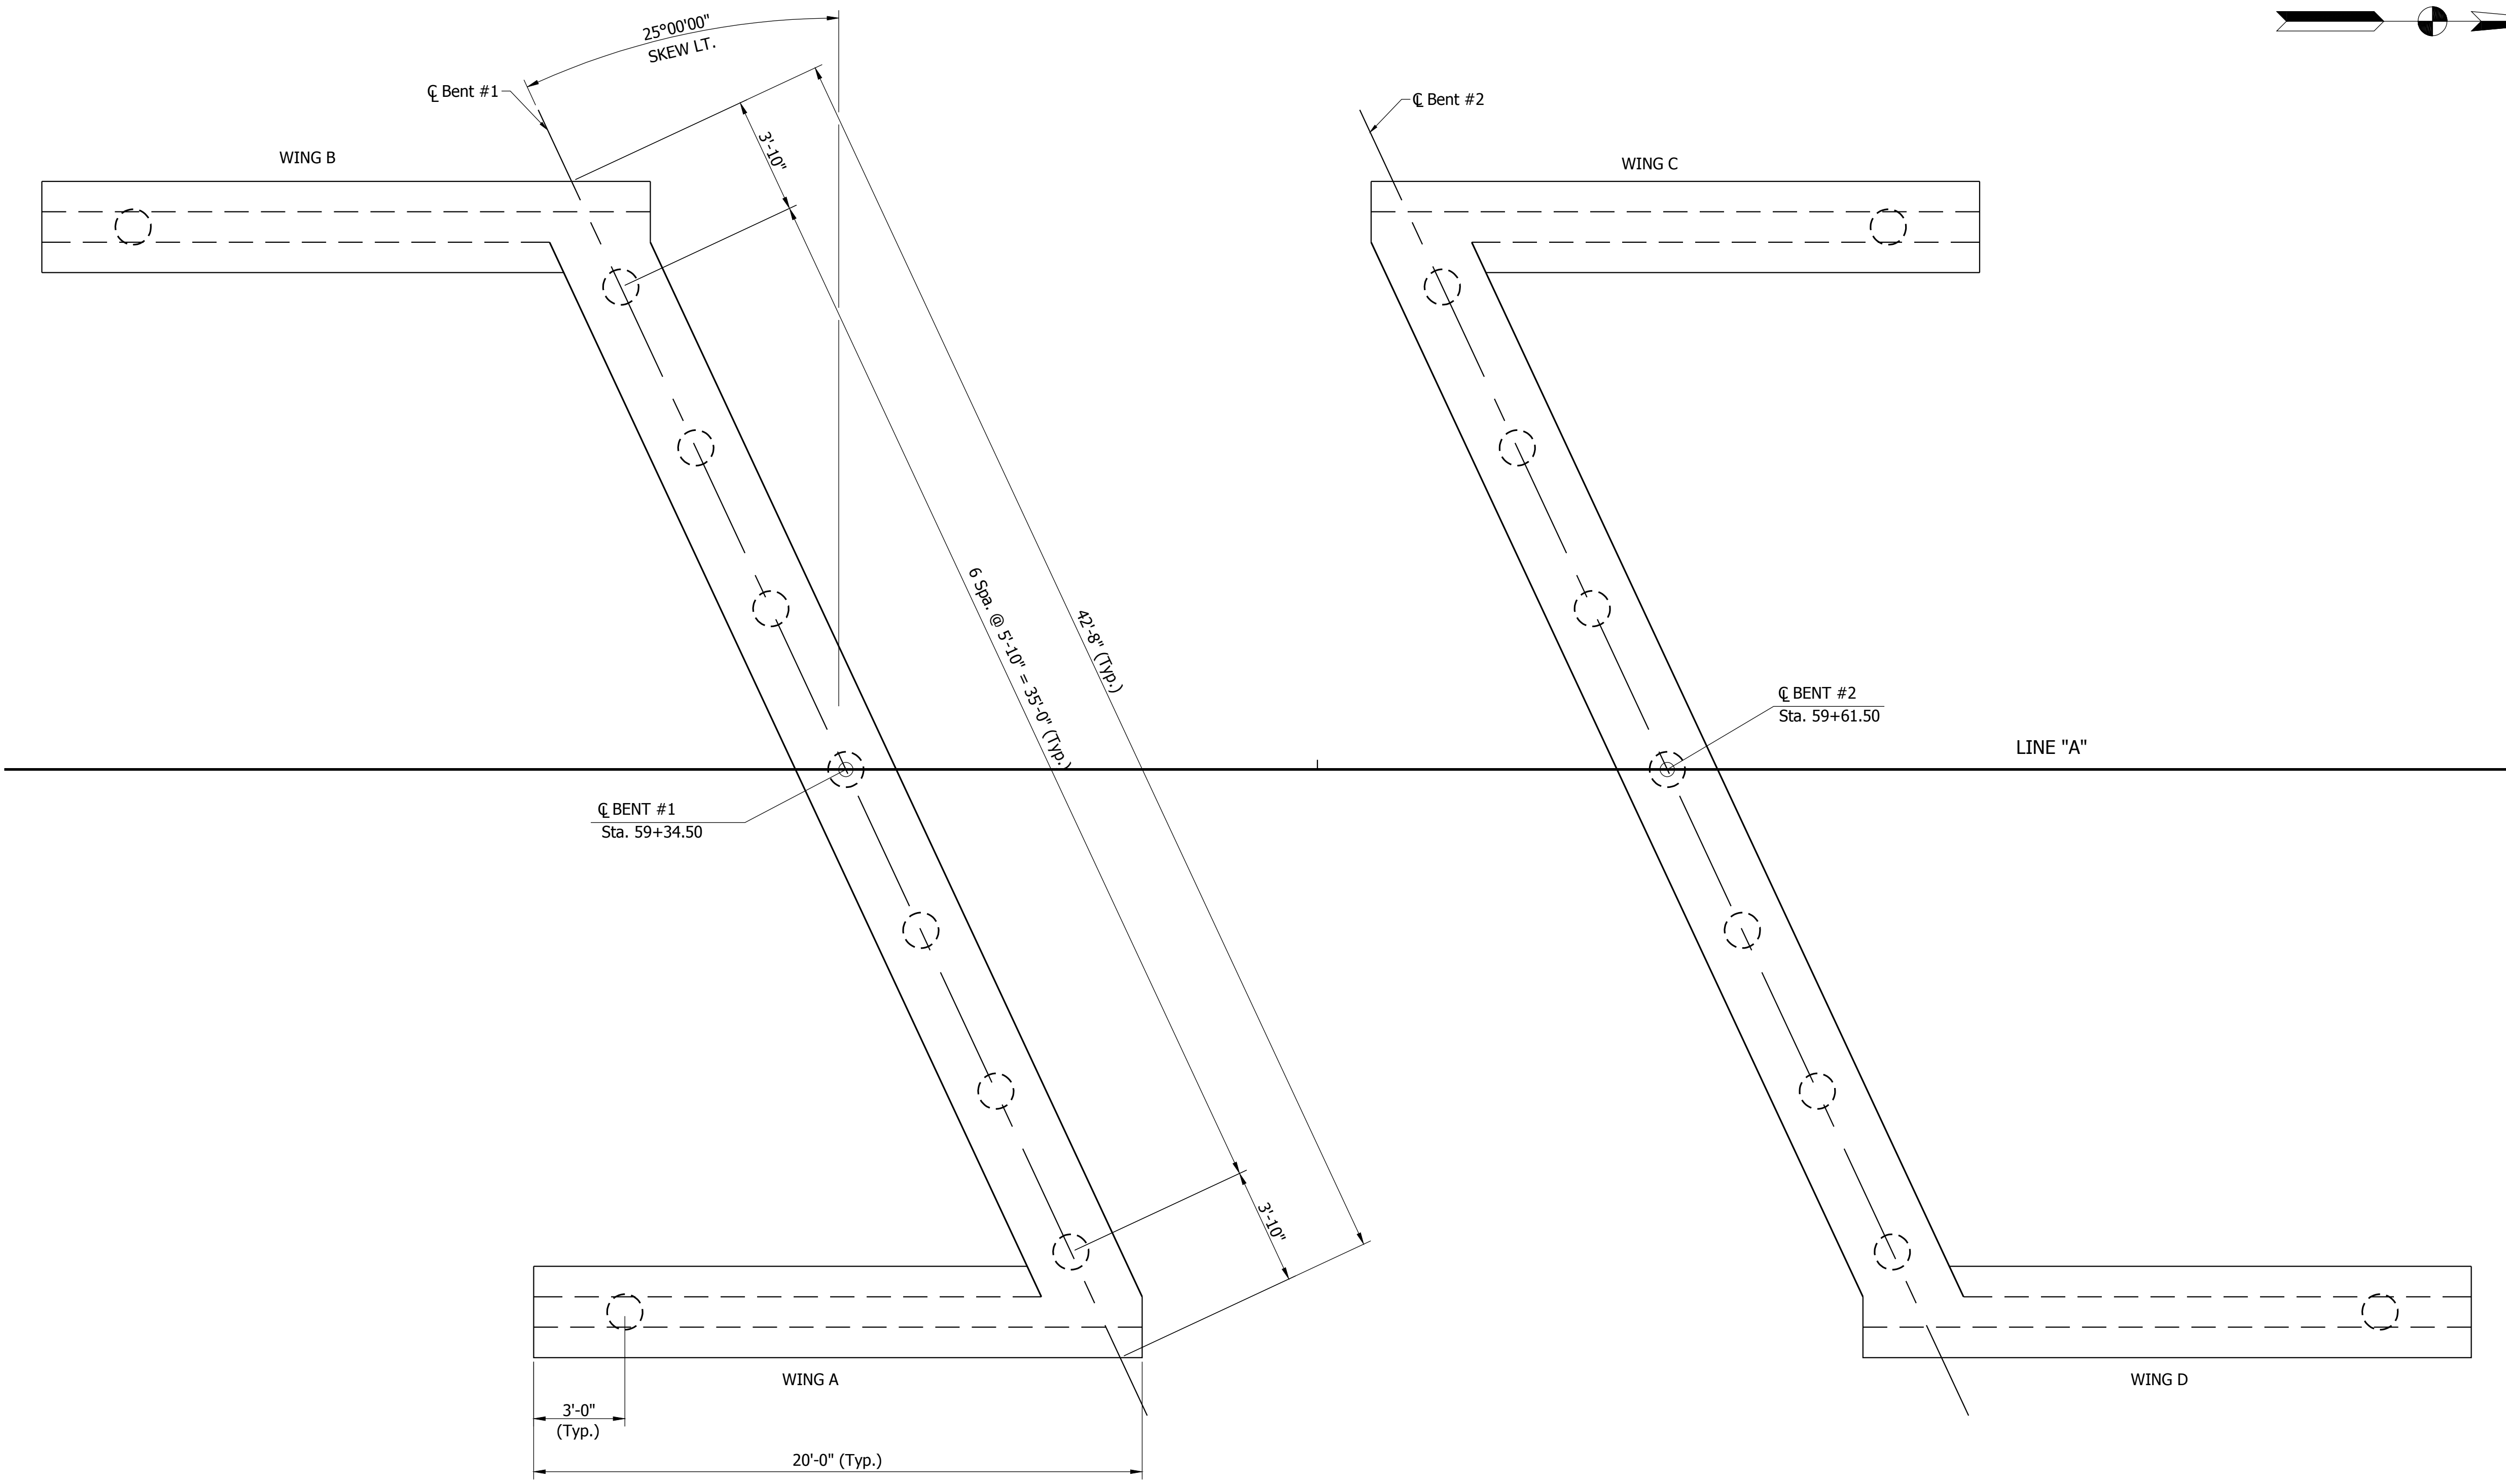 25°00'00"
SKEW LT.
℄ Bent #1
℄ Bent #2
WING B
WING C
3'-10"
6 Spa. @ 5'-10" = 35'-0" (Typ.)
42'-8" (Typ.)
℄ BENT #2
Sta. 59+61.50
LINE "A"
℄ BENT #1
Sta. 59+34.50
3'-10"
WING A
WING D
3'-0"
(Typ.)
20'-0" (Typ.)